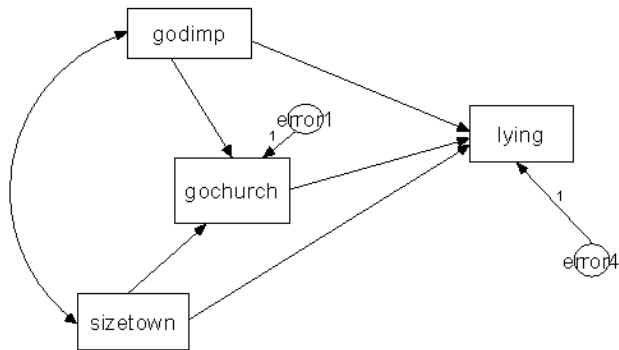 godimp
error1
1
lying
gochurch
1
error4
sizetown